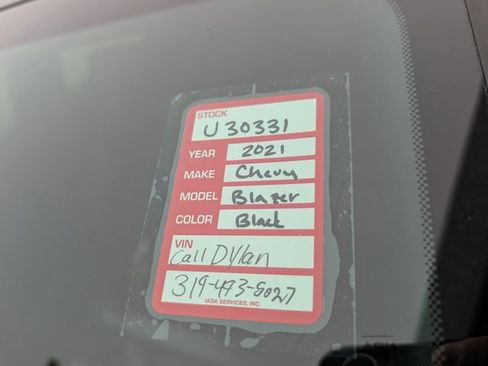 STOCK
U30331
YEAR 2021
MAKE Chevy
MODEL Blazer
COLOR Black
VIN
Call Dylan
319-493-8027
IADA SERVICES, INC.